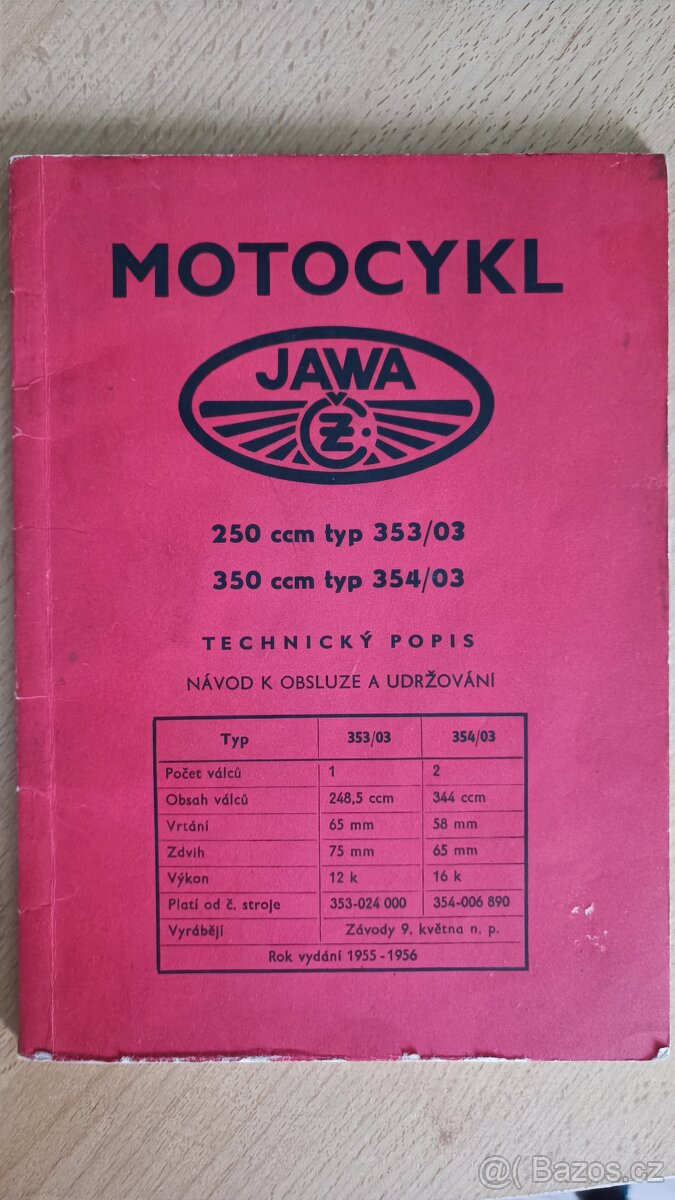 MOTOCYKL
JAWA
ČZ
250 ccm typ 353/03
350 ccm typ 354/03
TECHNICKÝ POPIS
NÁVOD K OBSLUZE A UDRŽOVÁNÍ
Typ 353/03 354/03
Počet válců 1 2
Obsah válců 248,5 ccm 344 ccm
Vrtání 65 mm 58 mm
Zdvih 75 mm 65 mm
Výkon 12 k 16 k
Platí od č. stroje 353-024 000 354-006 890
Vyrábějí Závody 9. května n. p.
Rok vydání 1955-1956
@( Bazos.cz